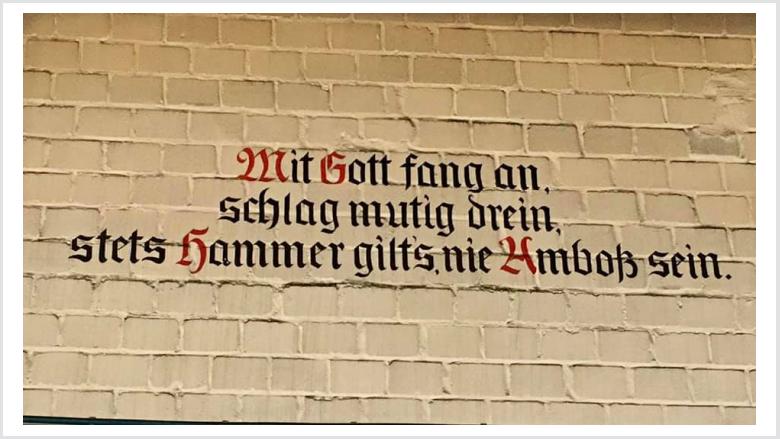 Mit Gott fang an,
schlag mutig drein,
stets Hammer gilt's, nie Amboß sein.